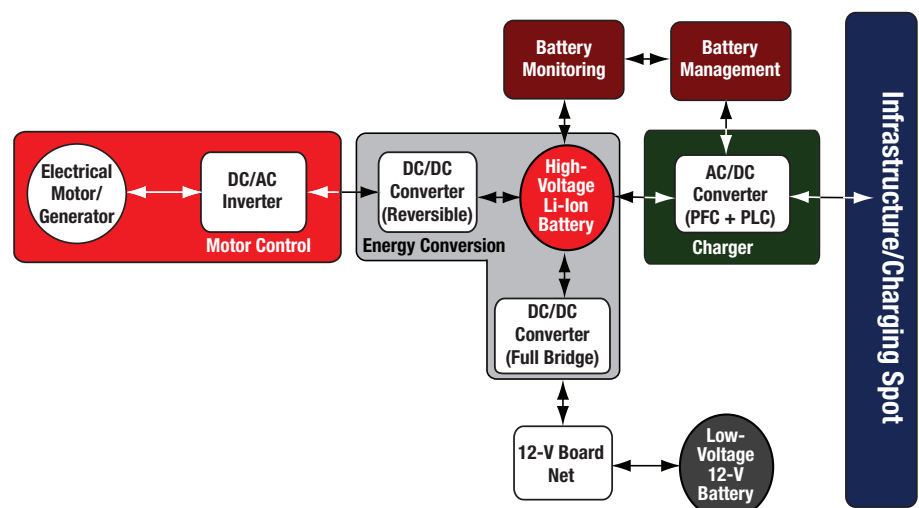 Battery
Monitoring
Battery
Management
Electrical
Motor/
Generator
DC/AC
Inverter
Motor Control
DC/DC
Converter
(Reversible)
Energy Conversion
High-
Voltage
Li-Ion
Battery
AC/DC
Converter
(PFC + PLC)
Charger
DC/DC
Converter
(Full Bridge)
12-V Board
Net
Low-
Voltage
12-V
Battery
Infrastructure/Charging Spot